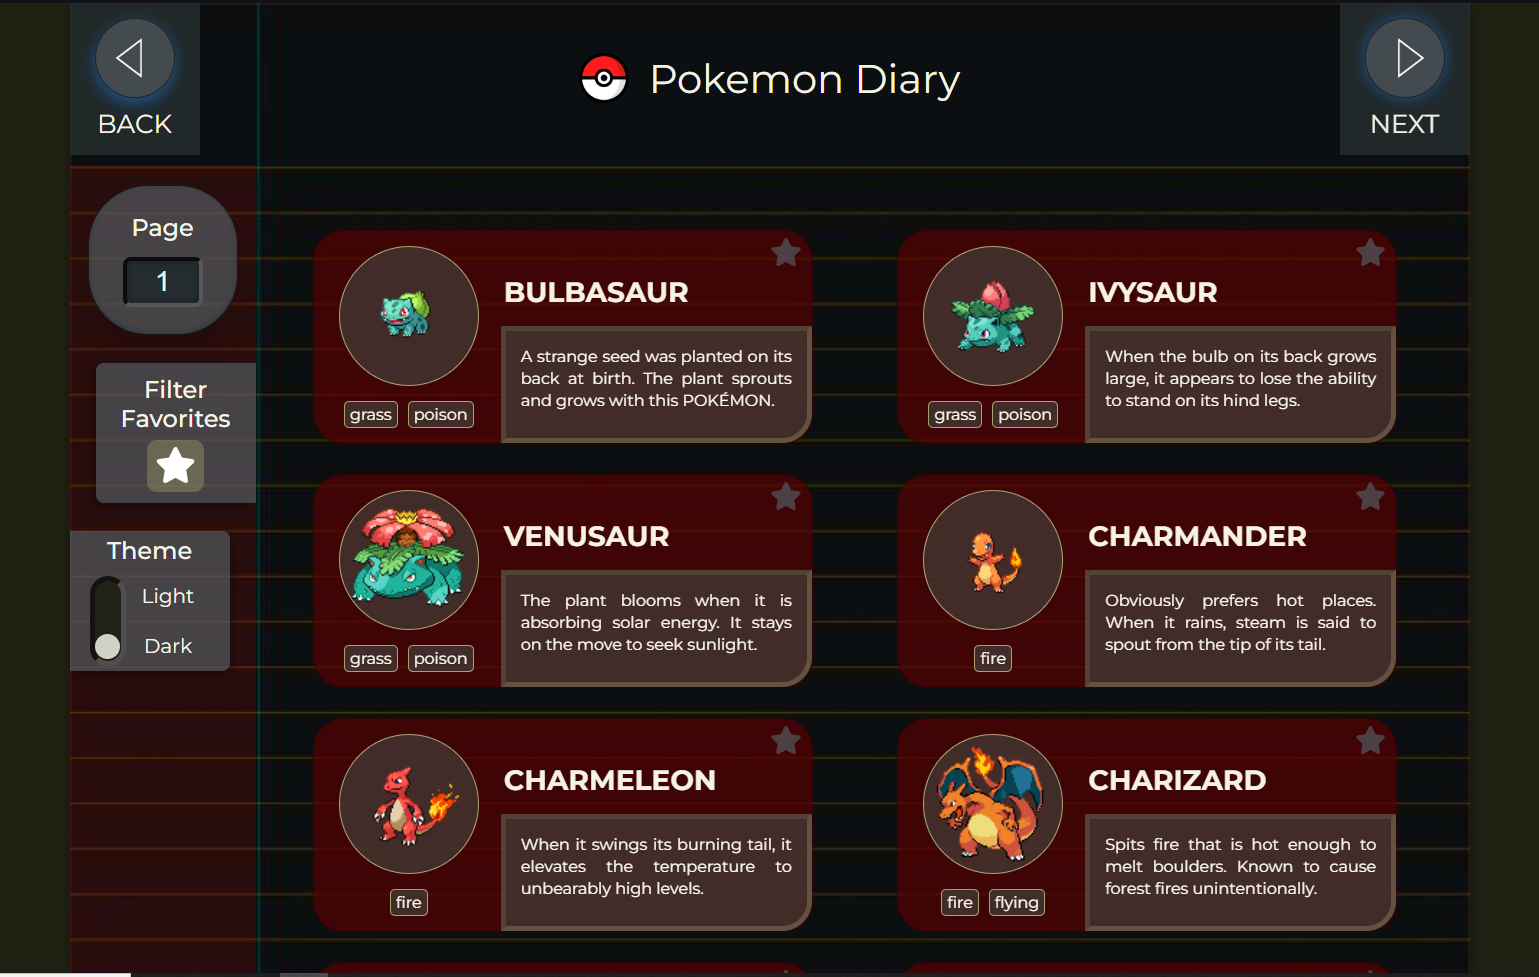 BACK
Pokemon Diary
NEXT
Page
1
Filter
Favorites
Theme
Light
Dark
BULBASAUR
A strange seed was planted on its
back at birth. The plant sprouts
and grows with this POKÉMON.
grass poison
IVYSAUR
When the bulb on its back grows
large, it appears to lose the ability
to stand on its hind legs.
grass poison
VENUSAUR
The plant blooms when it is
absorbing solar energy. It stays
on the move to seek sunlight.
grass poison
CHARMANDER
Obviously prefers hot places.
When it rains, steam is said to
spout from the tip of its tail.
fire
CHARMELEON
When it swings its burning tail, it
elevates the temperature to
unbearably high levels.
fire
CHARIZARD
Spits fire that is hot enough to
melt boulders. Known to cause
forest fires unintentionally.
fire flying